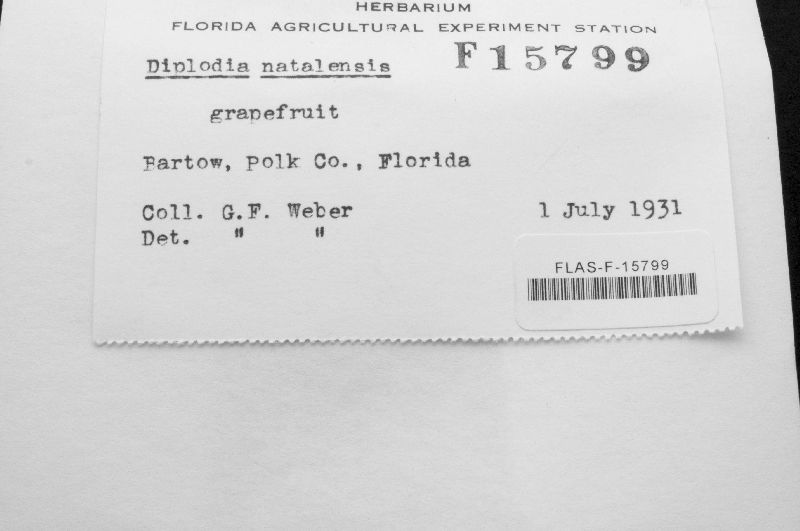 HERBARIUM
FLORIDA AGRICULTURAL EXPERIMENT STATION
F15799
Diplodia natalensis
grapefruit
Bartow, Polk Co., Florida
Coll. G.F. Weber 1 July 1931
Det. " "
FLAS-F-15799